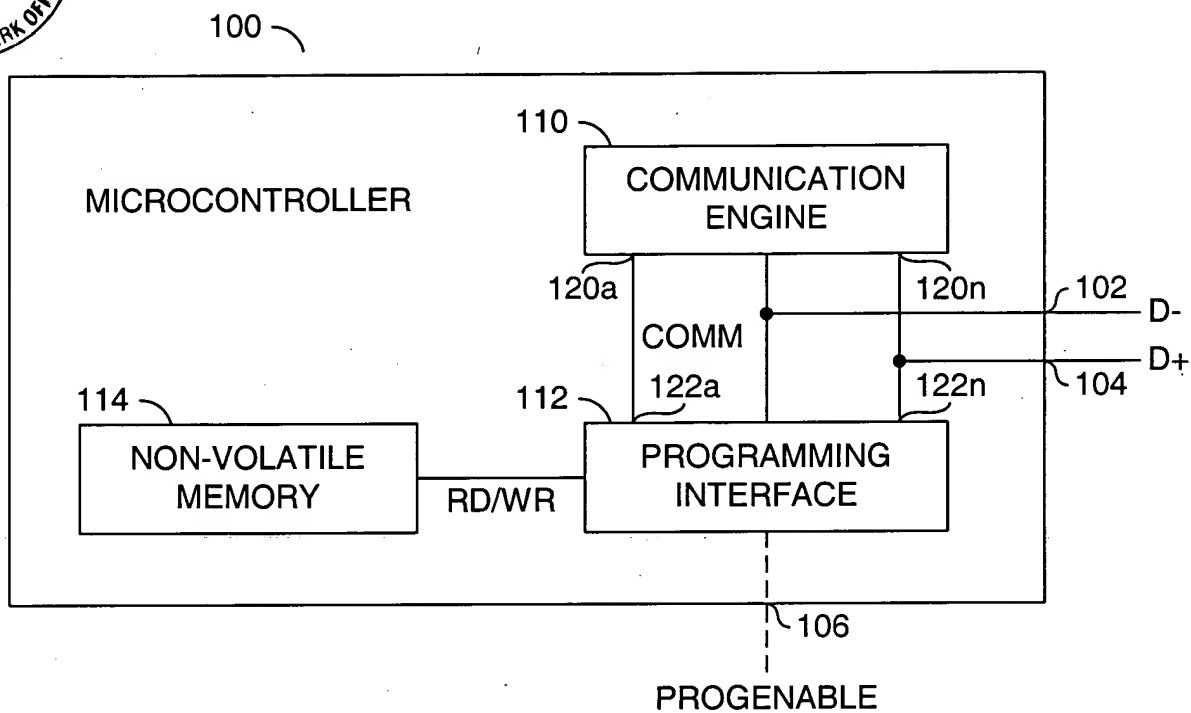 RK OFF
100
110
COMMUNICATION
ENGINE
MICROCONTROLLER
120a
120n
102
D-
COMM
D+
104
122a
122n
112
114
NON-VOLATILE
MEMORY
RD/WR
PROGRAMMING
INTERFACE
106
PROGENABLE